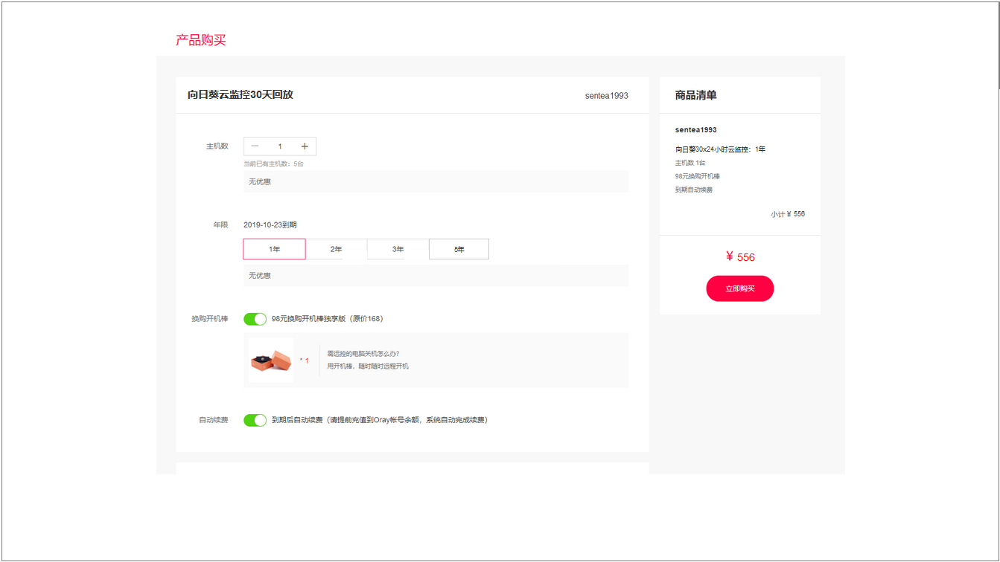 产品购买
向日葵云监控30天回放
sentea1993
主机数
— 1 +
当前已有主机数：5台
无优惠
年限
2019-10-23到期
1年 2年 3年 5年
无优惠
换购开机棒
98元换购开机棒独享版（原价168）
* 1
需远控的电脑关机怎么办?
用开机棒，随时随时远程开机
自动续费
到期后自动续费（请提前充值到Oray帐号余额，系统自动完成续费）
商品清单
sentea1993
向日葵30x24小时云监控：1年
主机数 1台
98元换购开机棒
到期自动续费
小计 ¥ 556
¥ 556
立即购买